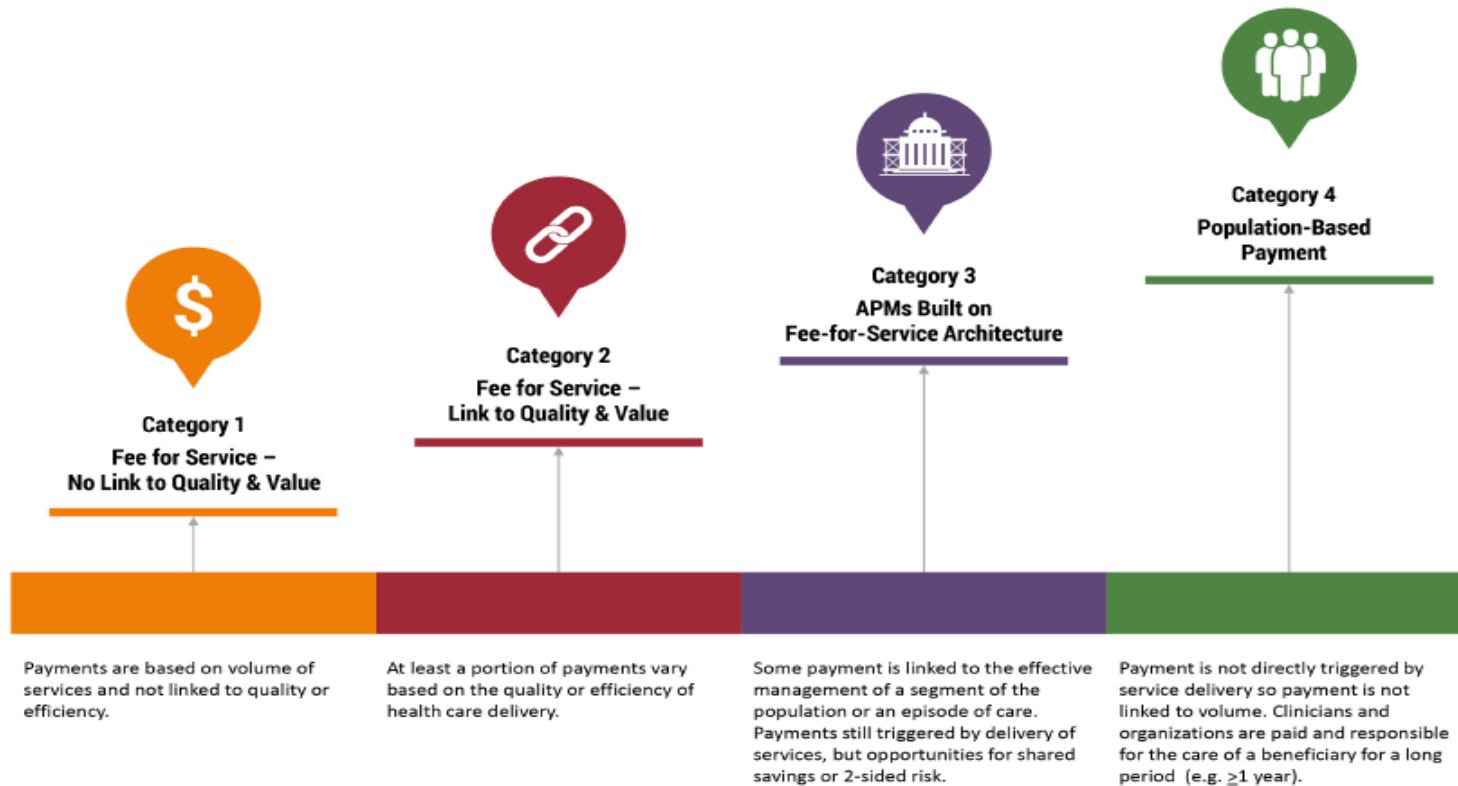 $
Category 1
Fee for Service –
No Link to Quality & Value
Category 2
Fee for Service –
Link to Quality & Value
Category 3
APMs Built on
Fee-for-Service Architecture
Category 4
Population-Based
Payment
Payments are based on volume of
services and not linked to quality or
efficiency.
At least a portion of payments vary
based on the quality or efficiency of
health care delivery.
Some payment is linked to the effective
management of a segment of the
population or an episode of care.
Payments still triggered by delivery of
services, but opportunities for shared
savings or 2-sided risk.
Payment is not directly triggered by
service delivery so payment is not
linked to volume. Clinicians and
organizations are paid and responsible
for the care of a beneficiary for a long
period (e.g. ≥1 year).